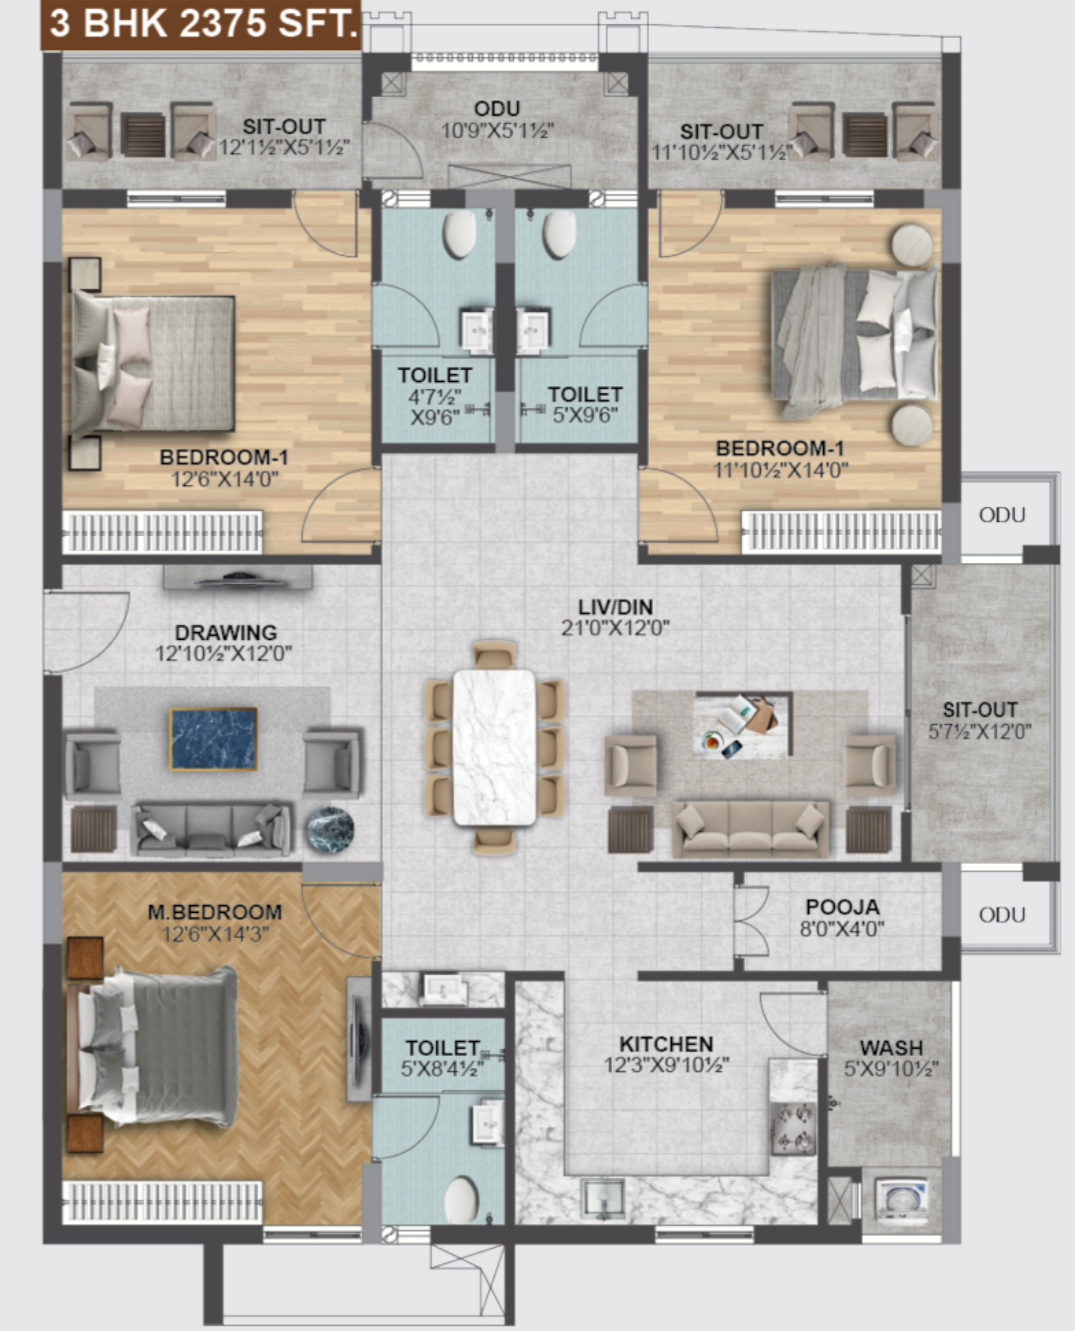 3 BHK 2375 SFT.
SIT-OUT
12'1½"X5'1½"
ODU
10'9"X5'1½"
SIT-OUT
11'10½"X5'1½"
TOILET
4'7½"
X9'6"
TOILET
5'X9'6"
BEDROOM-1
12'6"X14'0"
BEDROOM-1
11'10½"X14'0"
ODU
DRAWING
12'10½"X12'0"
LIV/DIN
21'0"X12'0"
SIT-OUT
5'7½"X12'0"
M.BEDROOM
12'6"X14'3"
POOJA
8'0"X4'0"
ODU
TOILET
5'X8'4½"
KITCHEN
12'3"X9'10½"
WASH
5'X9'10½"